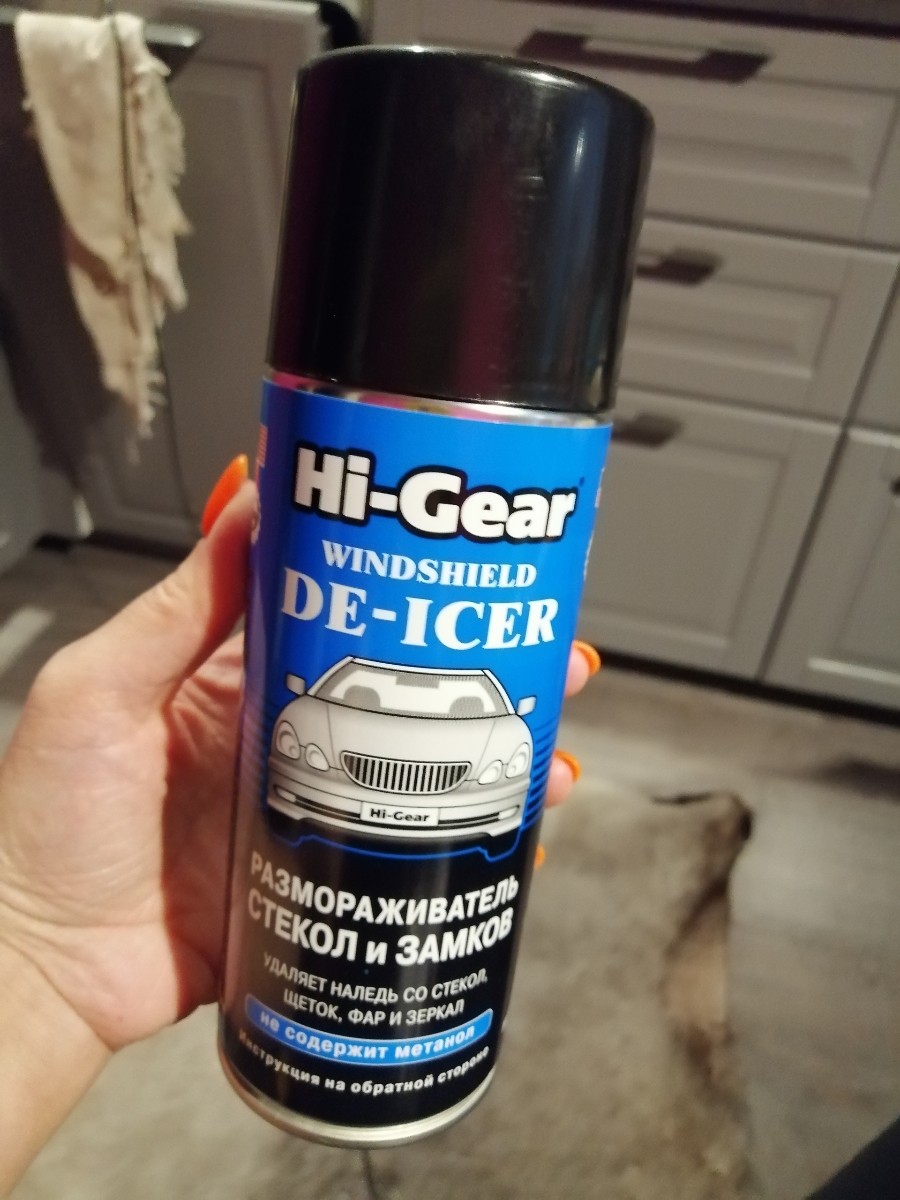 Hi-Gear
WINDSHIELD
DE-ICER
Hi-Gear
РАЗМОРАЖИВАТЕЛЬ
СТЕКОЛ и ЗАМКОВ
УДАЛЯЕТ НАЛЕДЬ СО СТЕКОЛ,
ЩЕТОК, ФАР И ЗЕРКАЛ
не содержит метанол
Инструкция на обратной стороне